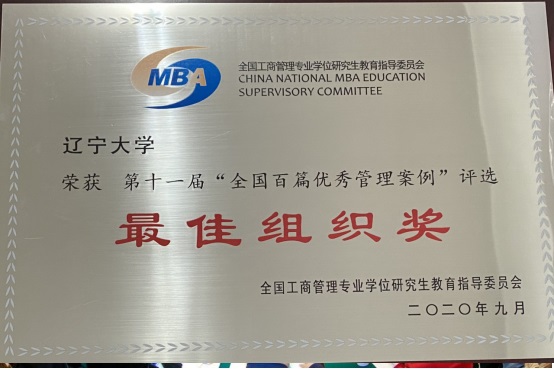 MBA
全国工商管理专业学位研究生教育指导委员会
CHINA NATIONAL MBA EDUCATION
SUPERVISORY COMMITTEE
辽宁大学
荣获 第十一届“全国百篇优秀管理案例”评选
最佳组织奖
全国工商管理专业学位研究生教育指导委员会
二〇二〇年九月